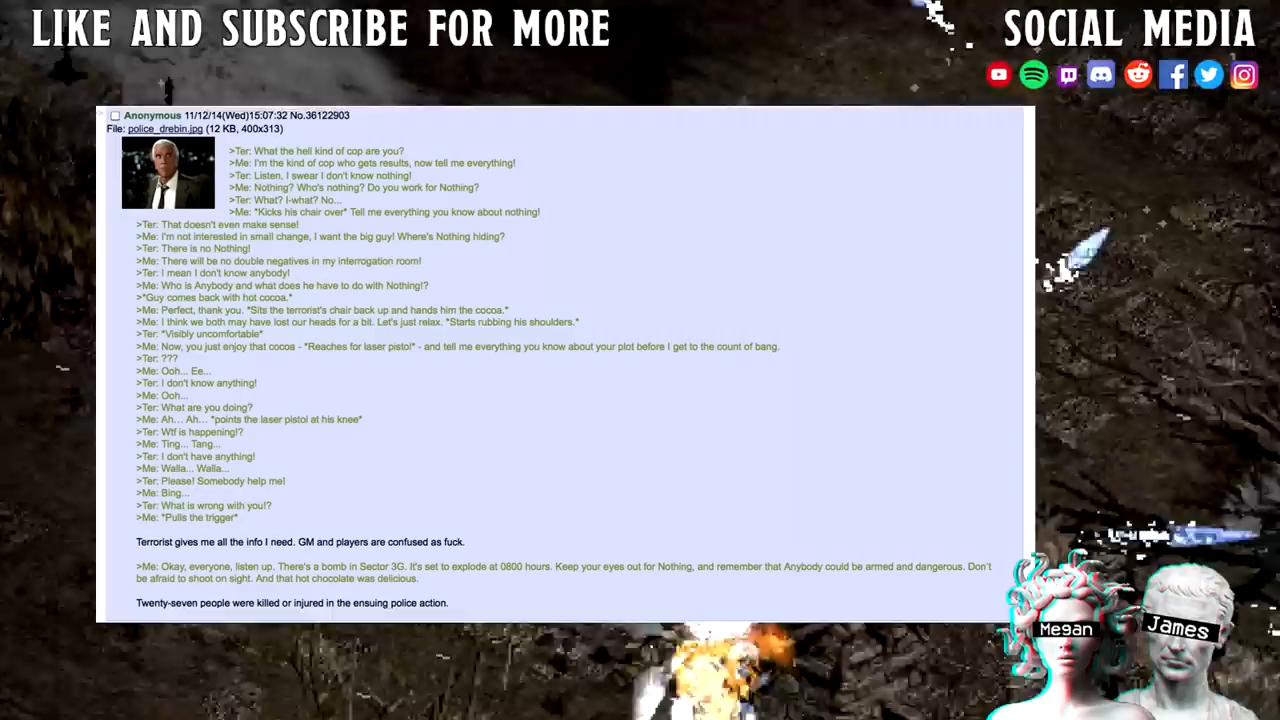 LIKE AND SUBSCRIBE FOR MORE
SOCIAL MEDIA
Anonymous 11/12/14(Wed)15:07:32 No.36122903
File: police_drebin.jpg (12 KB, 400x313)
>Ter: What the hell kind of cop are you?
>Me: I'm the kind of cop who gets results, now tell me everything!
>Ter: Listen, I swear I don't know nothing!
>Me: Nothing? Who's nothing? Do you work for Nothing?
>Ter: What? I-what? No...
>Me: *Kicks his chair over* Tell me everything you know about nothing!
>Ter: That doesn't even make sense!
>Me: I'm not interested in small change, I want the big guy! Where's Nothing hiding?
>Ter: There is no Nothing!
>Me: There will be no double negatives in my interrogation room!
>Ter: I mean I don't know anybody!
>Me: Who is Anybody and what does he have to do with Nothing!?
>*Guy comes back with hot cocoa.*
>Me: Perfect, thank you. *Sits the terrorist's chair back up and hands him the cocoa.*
>Me: I think we both may have lost our heads for a bit. Let's just relax. *Starts rubbing his shoulders.*
>Ter: *Visibly uncomfortable*
>Me: Now, you just enjoy that cocoa - *Reaches for laser pistol* - and tell me everything you know about your plot before I get to the count of bang.
>Ter: ???
>Me: Ooh... Ee...
>Ter: I don't know anything!
>Me: Ooh...
>Ter: What are you doing?
>Me: Ah... Ah... *points the laser pistol at his knee*
>Ter: Wtf is happening!?
>Me: Ting... Tang...
>Ter: I don't have anything!
>Me: Walla... Walla...
>Ter: Please! Somebody help me!
>Me: Bing...
>Ter: What is wrong with you!?
>Me: *Pulls the trigger*
Terrorist gives me all the info I need. GM and players are confused as fuck.
>Me: Okay, everyone, listen up. There's a bomb in Sector 3G. It's set to explode at 0800 hours. Keep your eyes out for Nothing, and remember that Anybody could be armed and dangerous. Don't
be afraid to shoot on sight. And that hot chocolate was delicious.
Twenty-seven people were killed or injured in the ensuing police action.
Megan
James